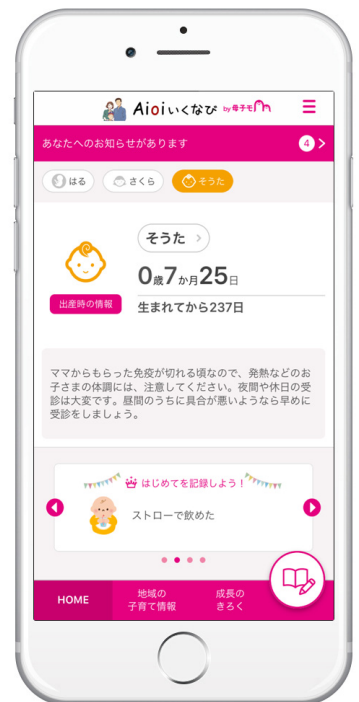 Aioiいくなび by母子モ
あなたへのお知らせがあります 4
はる さくら そうた
そうた
0歳7か月25日
出産時の情報
生まれてから237日
ママからもらった免疫が切れる頃なので、発熱などのお
子さまの体調には、注意してください。夜間や休日の受
診は大変です。昼間のうちに具合が悪いようなら早めに
受診をしましょう。
はじめてを記録しよう！
ストローで飲めた
HOME
地域の
子育て情報
成長の
きろく